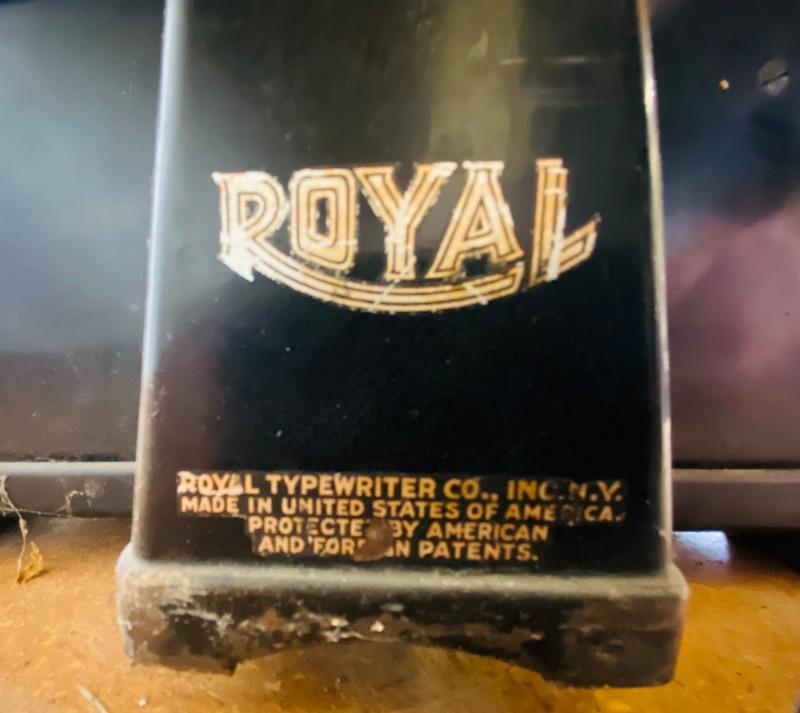 ROYAL
ROYAL TYPEWRITER CO., INC. N.Y.
MADE IN UNITED STATES OF AMERICA.
PROTECTED BY AMERICAN
AND FOREIGN PATENTS.